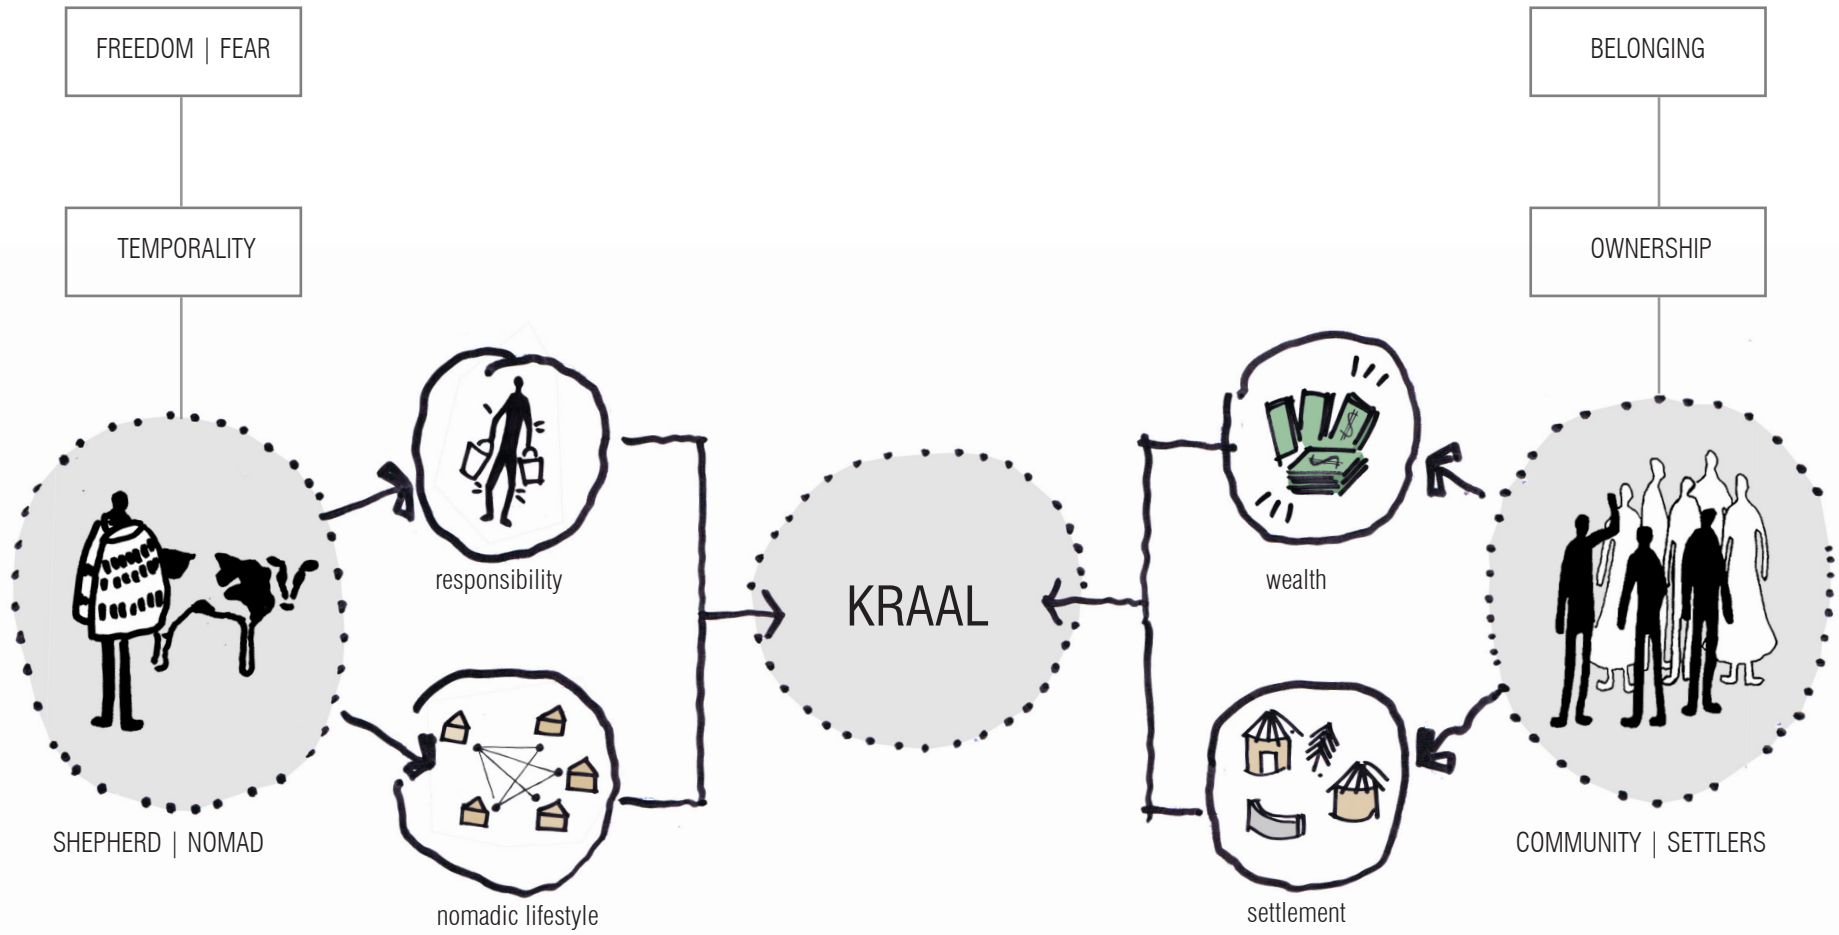 FREEDOM | FEAR
BELONGING
TEMPORALITY
OWNERSHIP
responsibility
wealth
KRAAL
SHEPHERD | NOMAD
COMMUNITY | SETTLERS
nomadic lifestyle
settlement
$
$